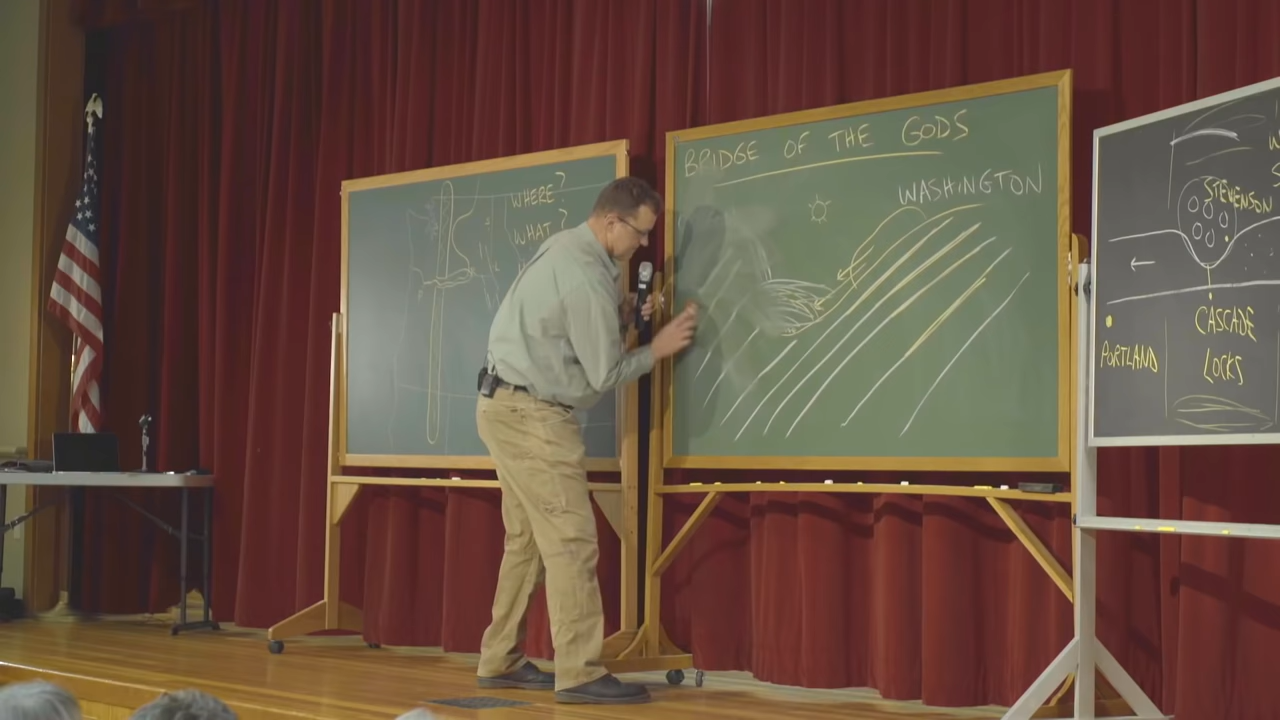 WHERE?
WHAT?
BRIDGE OF THE GODS
WASHINGTON
STEVENSON
CASCADE
LOCKS
PORTLAND